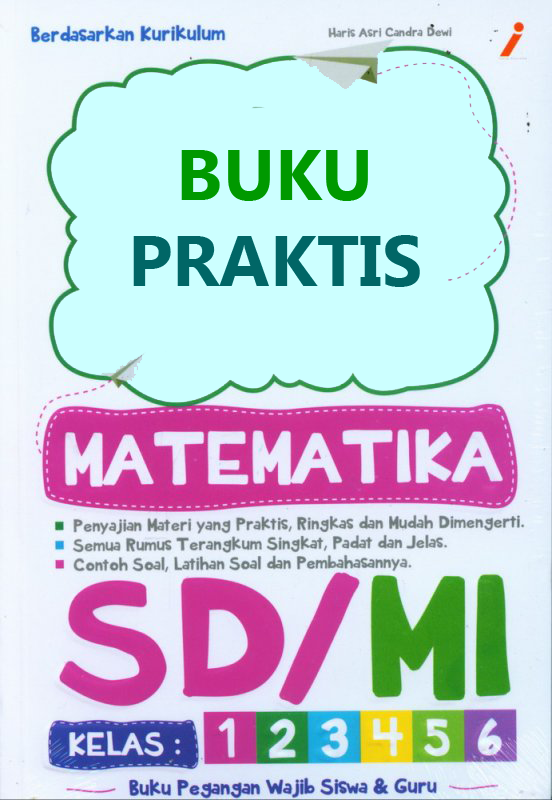 Berdasarkan Kurikulum
Haris Asri Candra Dewi
BUKU
PRAKTIS
MATEMATIKA
Penyajian Materi yang Praktis, Ringkas dan Mudah Dimengerti.
Semua Rumus Terangkum Singkat, Padat dan Jelas.
Contoh Soal, Latihan Soal dan Pembahasannya.
SD/MI
KELAS : 1 2 3 4 5 6
Buku Pegangan Wajib Siswa & Guru